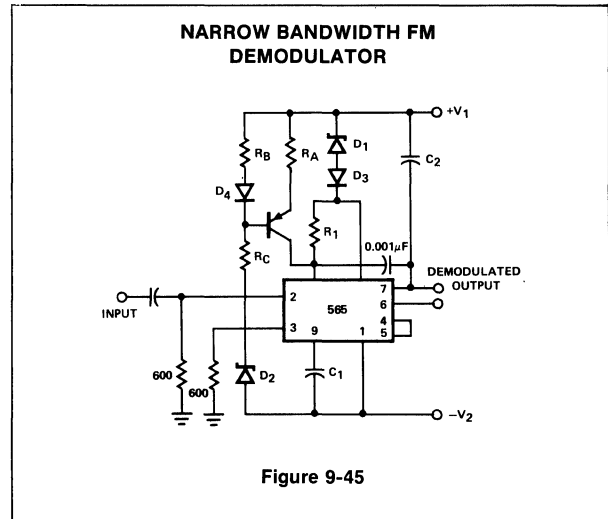 NARROW BANDWIDTH FM
DEMODULATOR
+V1
RB
RA
D1
D3
C2
D4
R1
0.001μF
RC
DEMODULATED
OUTPUT
INPUT
2
3
565
9
1
7
6
4
5
600
600
D2
C1
−V2
Figure 9-45